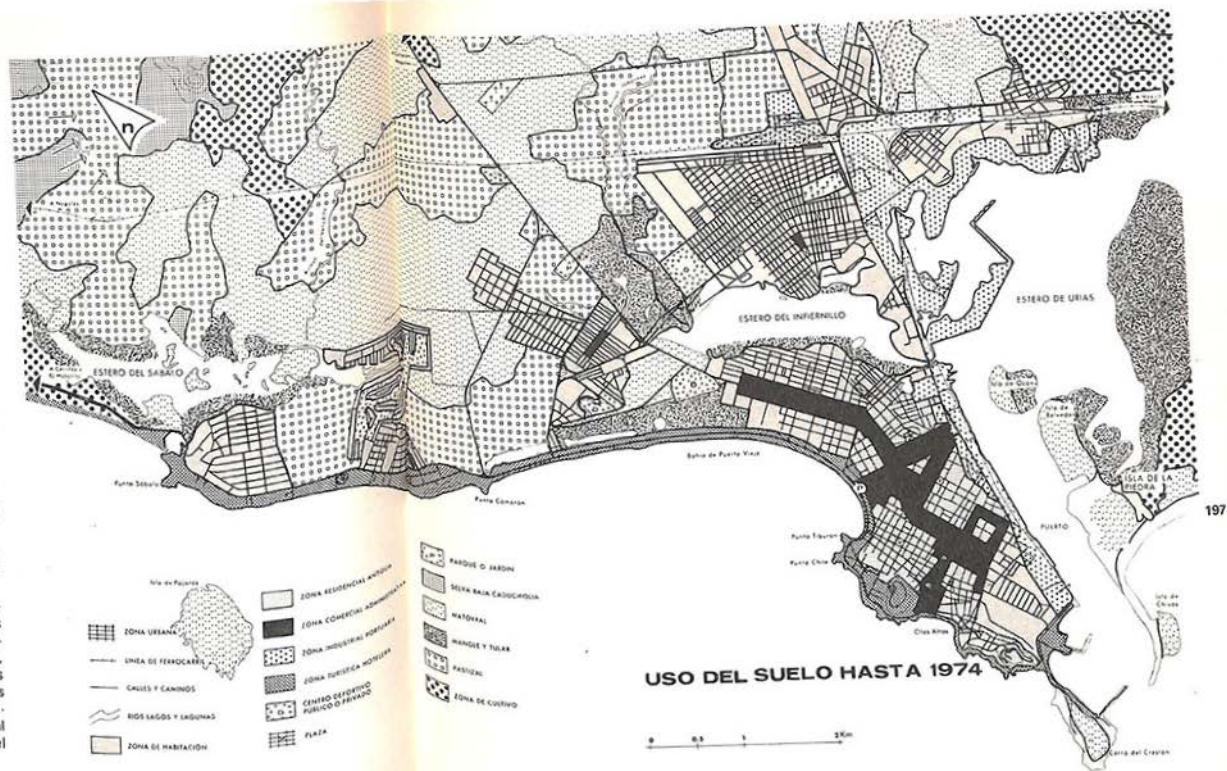 n
ESTERO DEL SABALO
ESTERO DEL INFIERNILLO
ESTERO DE URIAS
Punta Sábalo
Punta Camarón
Bahía de Puerto Viejo
Punta Tiburón
Punta Chile
Olas Altas
Isla de
ISLA DE LA
PIEDRA
PUERTO
Isla de
Chivos
Cerro del Crestón
197
Isla de Pájaros
ZONA URBANA
LINEA DE FERROCARRIL
CALLES Y CAMINOS
RIOS LAGOS Y LAGUNAS
ZONA DE HABITACIÓN
ZONA RESIDENCIAL ANTIGUA
ZONA COMERCIAL ADMINISTRATIVA
ZONA INDUSTRIAL PORTUARIA
ZONA TURISTICA HOTELERA
CENTRO DEPORTIVO
PUBLICO O PRIVADO
PLAZA
PARQUE O JARDIN
SELVA BAJA CADUCIFOLIA
MATORRAL
MANGLE Y TULAR
PASTIZAL
ZONA DE CULTIVO
USO DEL SUELO HASTA 1974
0 0.5 1 2Km